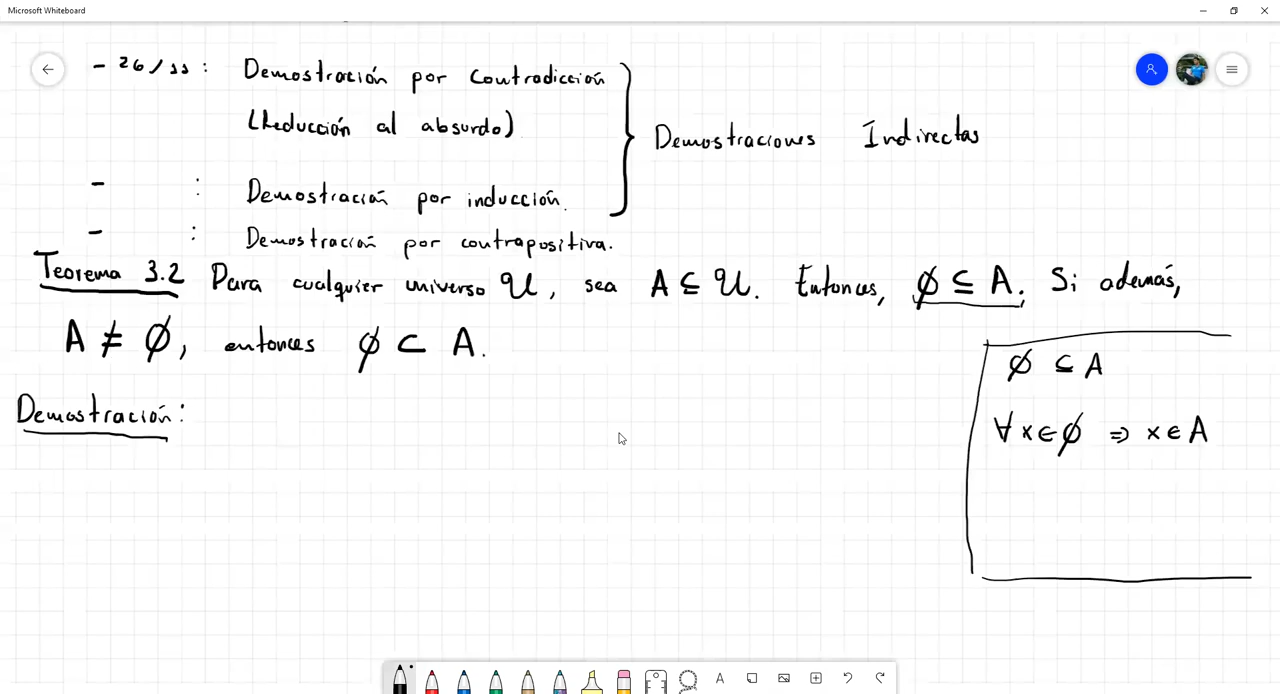 Microsoft Whiteboard
- 26/11 : Demostración por Contradicción
(Reducción al absurdo)
Demostraciones Indirectas
- : Demostración por inducción.
- : Demostración por contrapositiva.
Teorema 3.2 Para cualquier universo 𝒰, sea A ⊆ 𝒰. Entonces, ∅ ⊆ A. Si además,
A ≠ ∅, entonces ∅ ⊂ A.
∅ ⊆ A
Demostración:
∀ x ∈ ∅ ⇒ x ∈ A